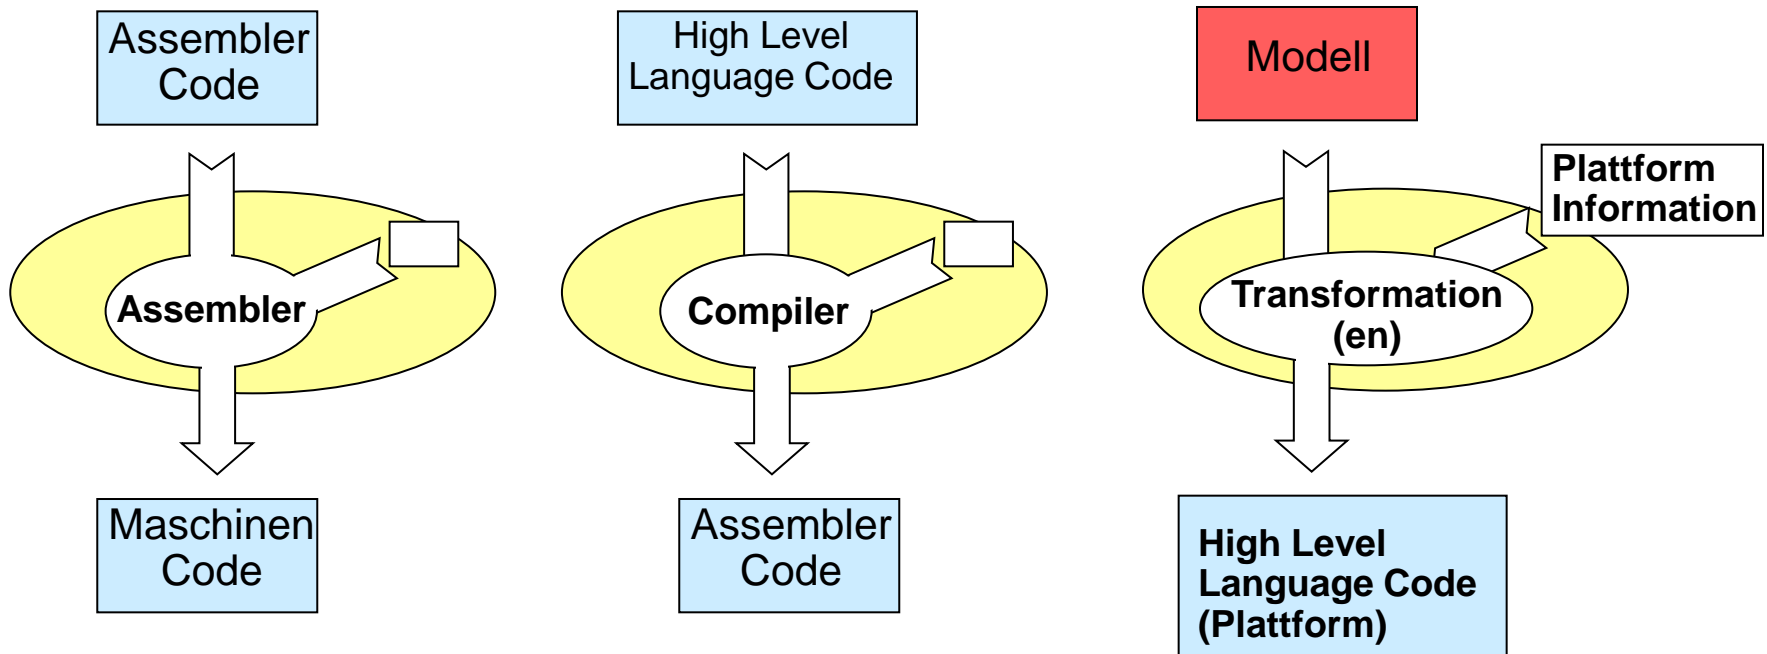 Assembler
Code
Assembler
Maschinen
Code
High Level
Language Code
Compiler
Assembler
Code
Modell
Plattform
Information
Transformation
(en)
High Level
Language Code
(Plattform)